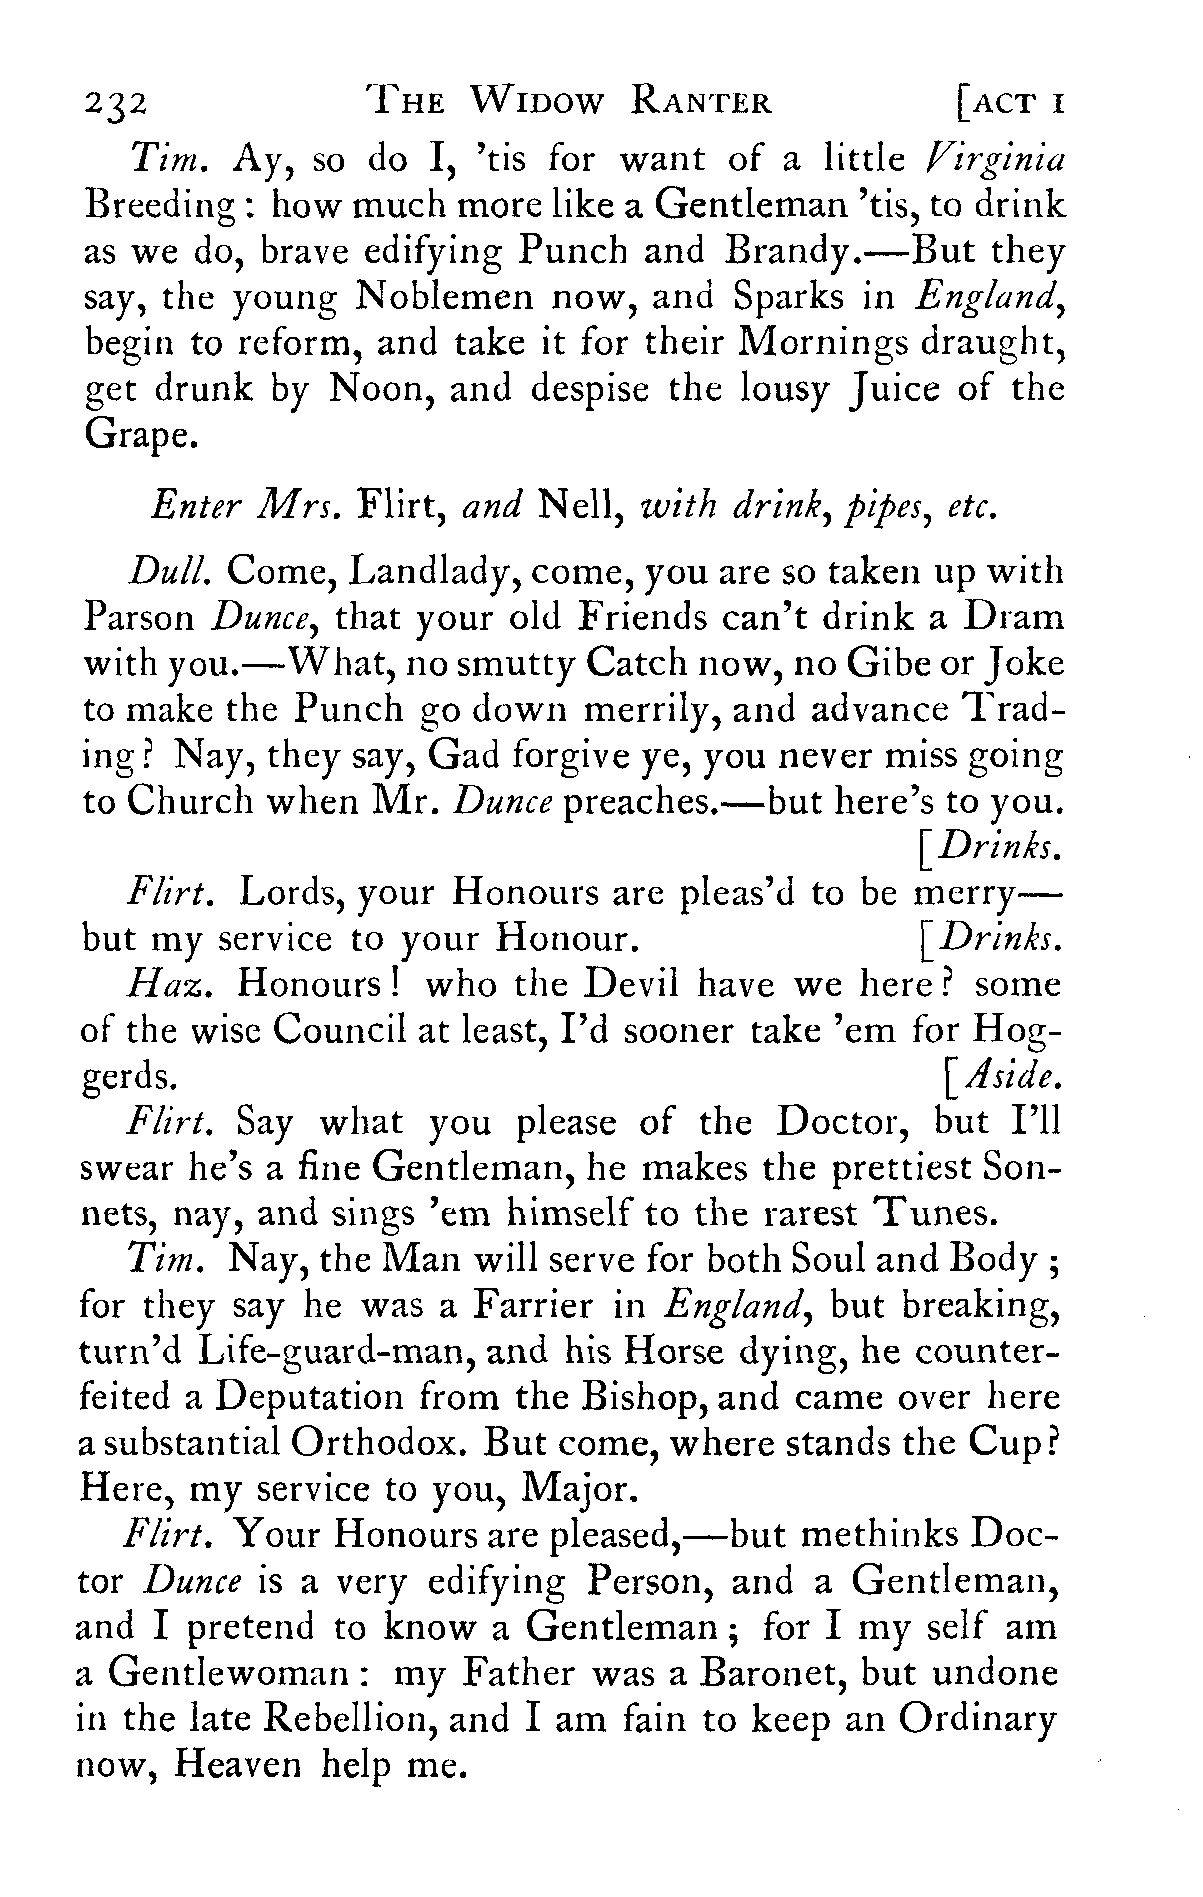 232 THE WIDOW RANTER [ACT I
Tim. Ay, so do I, 'tis for want of a little Virginia
Breeding : how much more like a Gentleman 'tis, to drink
as we do, brave edifying Punch and Brandy.—But they
say, the young Noblemen now, and Sparks in England,
begin to reform, and take it for their Mornings draught,
get drunk by Noon, and despise the lousy Juice of the
Grape.
Enter Mrs. Flirt, and Nell, with drink, pipes, etc.
Dull. Come, Landlady, come, you are so taken up with
Parson Dunce, that your old Friends can't drink a Dram
with you.—What, no smutty Catch now, no Gibe or Joke
to make the Punch go down merrily, and advance Trad-
ing ? Nay, they say, Gad forgive ye, you never miss going
to Church when Mr. Dunce preaches.—but here's to you.
[Drinks.
Flirt. Lords, your Honours are pleas'd to be merry—
but my service to your Honour. [Drinks.
Haz. Honours ! who the Devil have we here ? some
of the wise Council at least, I'd sooner take 'em for Hog-
gerds. [Aside.
Flirt. Say what you please of the Doctor, but I'll
swear he's a fine Gentleman, he makes the prettiest Son-
nets, nay, and sings 'em himself to the rarest Tunes.
Tim. Nay, the Man will serve for both Soul and Body ;
for they say he was a Farrier in England, but breaking,
turn'd Life-guard-man, and his Horse dying, he counter-
feited a Deputation from the Bishop, and came over here
a substantial Orthodox. But come, where stands the Cup ?
Here, my service to you, Major.
Flirt. Your Honours are pleased,—but methinks Doc-
tor Dunce is a very edifying Person, and a Gentleman,
and I pretend to know a Gentleman ; for I my self am
a Gentlewoman : my Father was a Baronet, but undone
in the late Rebellion, and I am fain to keep an Ordinary
now, Heaven help me.